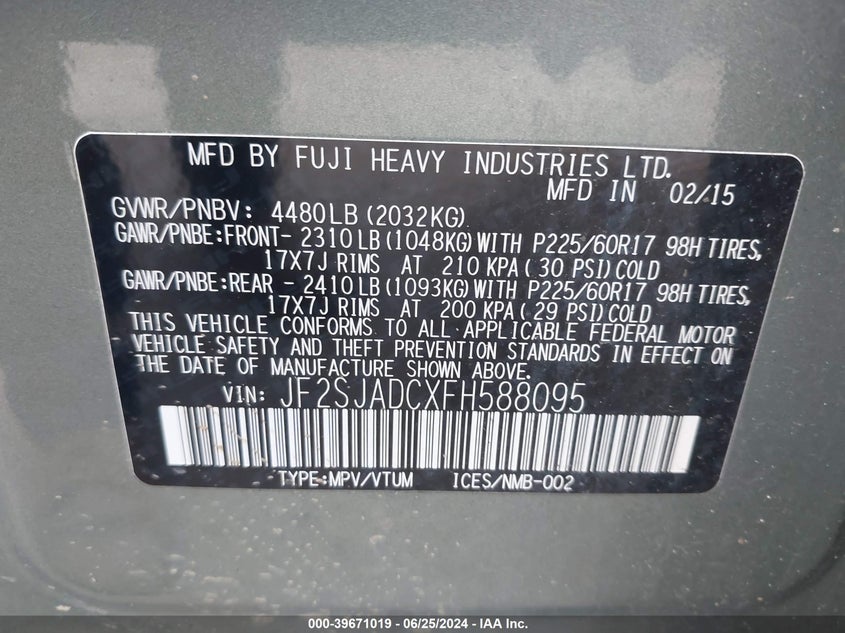 MFD BY FUJI HEAVY INDUSTRIES LTD.
MFD IN 02/15
GVWR/PNBV: 4480LB (2032KG)
GAWR/PNBE:FRONT- 2310LB (1048KG) WITH P225/60R17 98H TIRES,
17X7J RIMS AT 210 KPA ( 30 PSI) COLD
GAWR/PNBE:REAR - 2410LB (1093KG) WITH P225/60R17 98H TIRES,
17X7J RIMS AT 200 KPA ( 29 PSI) COLD
THIS VEHICLE CONFORMS TO ALL APPLICABLE FEDERAL MOTOR
VEHICLE SAFETY AND THEFT PREVENTION STANDARDS IN EFFECT ON
THE DATE OF MANUFACTURE SHOWN ABOVE.
VIN: JF2SJADCXFH588095
TYPE:MPV/VTUM ICES/NMB-002
000-39671019 - 06/25/2024 - IAA Inc.